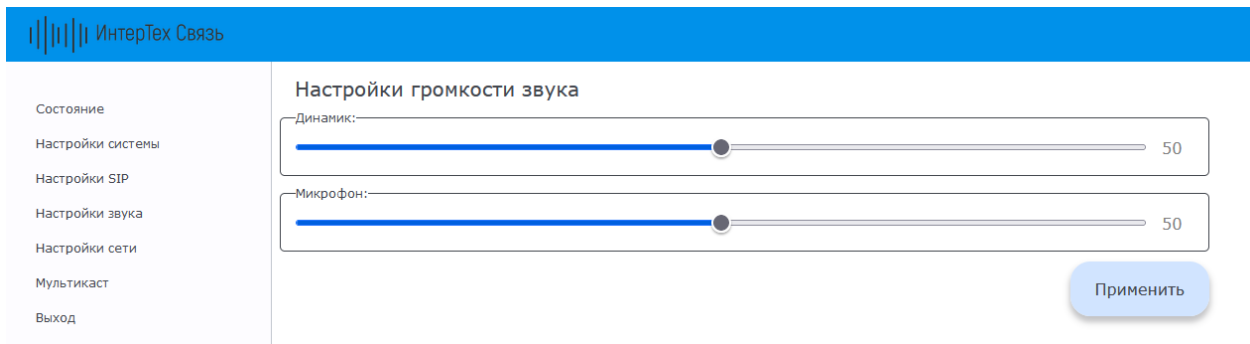 ИнтерТех Связь
Состояние
Настройки системы
Настройки SIP
Настройки звука
Настройки сети
Мультикаст
Выход
Настройки громкости звука
Динамик:
50
Микрофон:
50
Применить